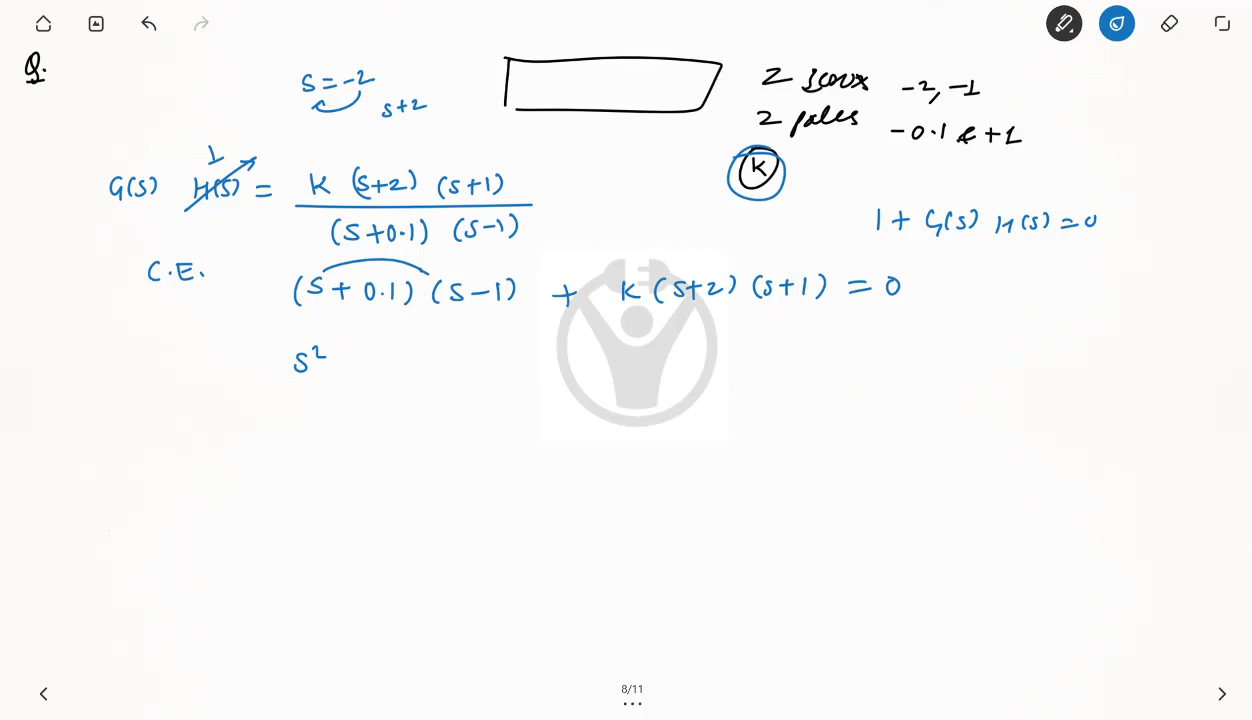 Q.
S = -2
S+2
2 zeros -2, -1
2 poles -0.1 & +1
K
1
G(S) H(S) = K (S+2) (S+1)
(S+0.1) (S-1)
1 + G(S) H(S) = 0
C.E.
(S + 0.1) (S-1) + K (S+2) (S+1) = 0
S²
8/11